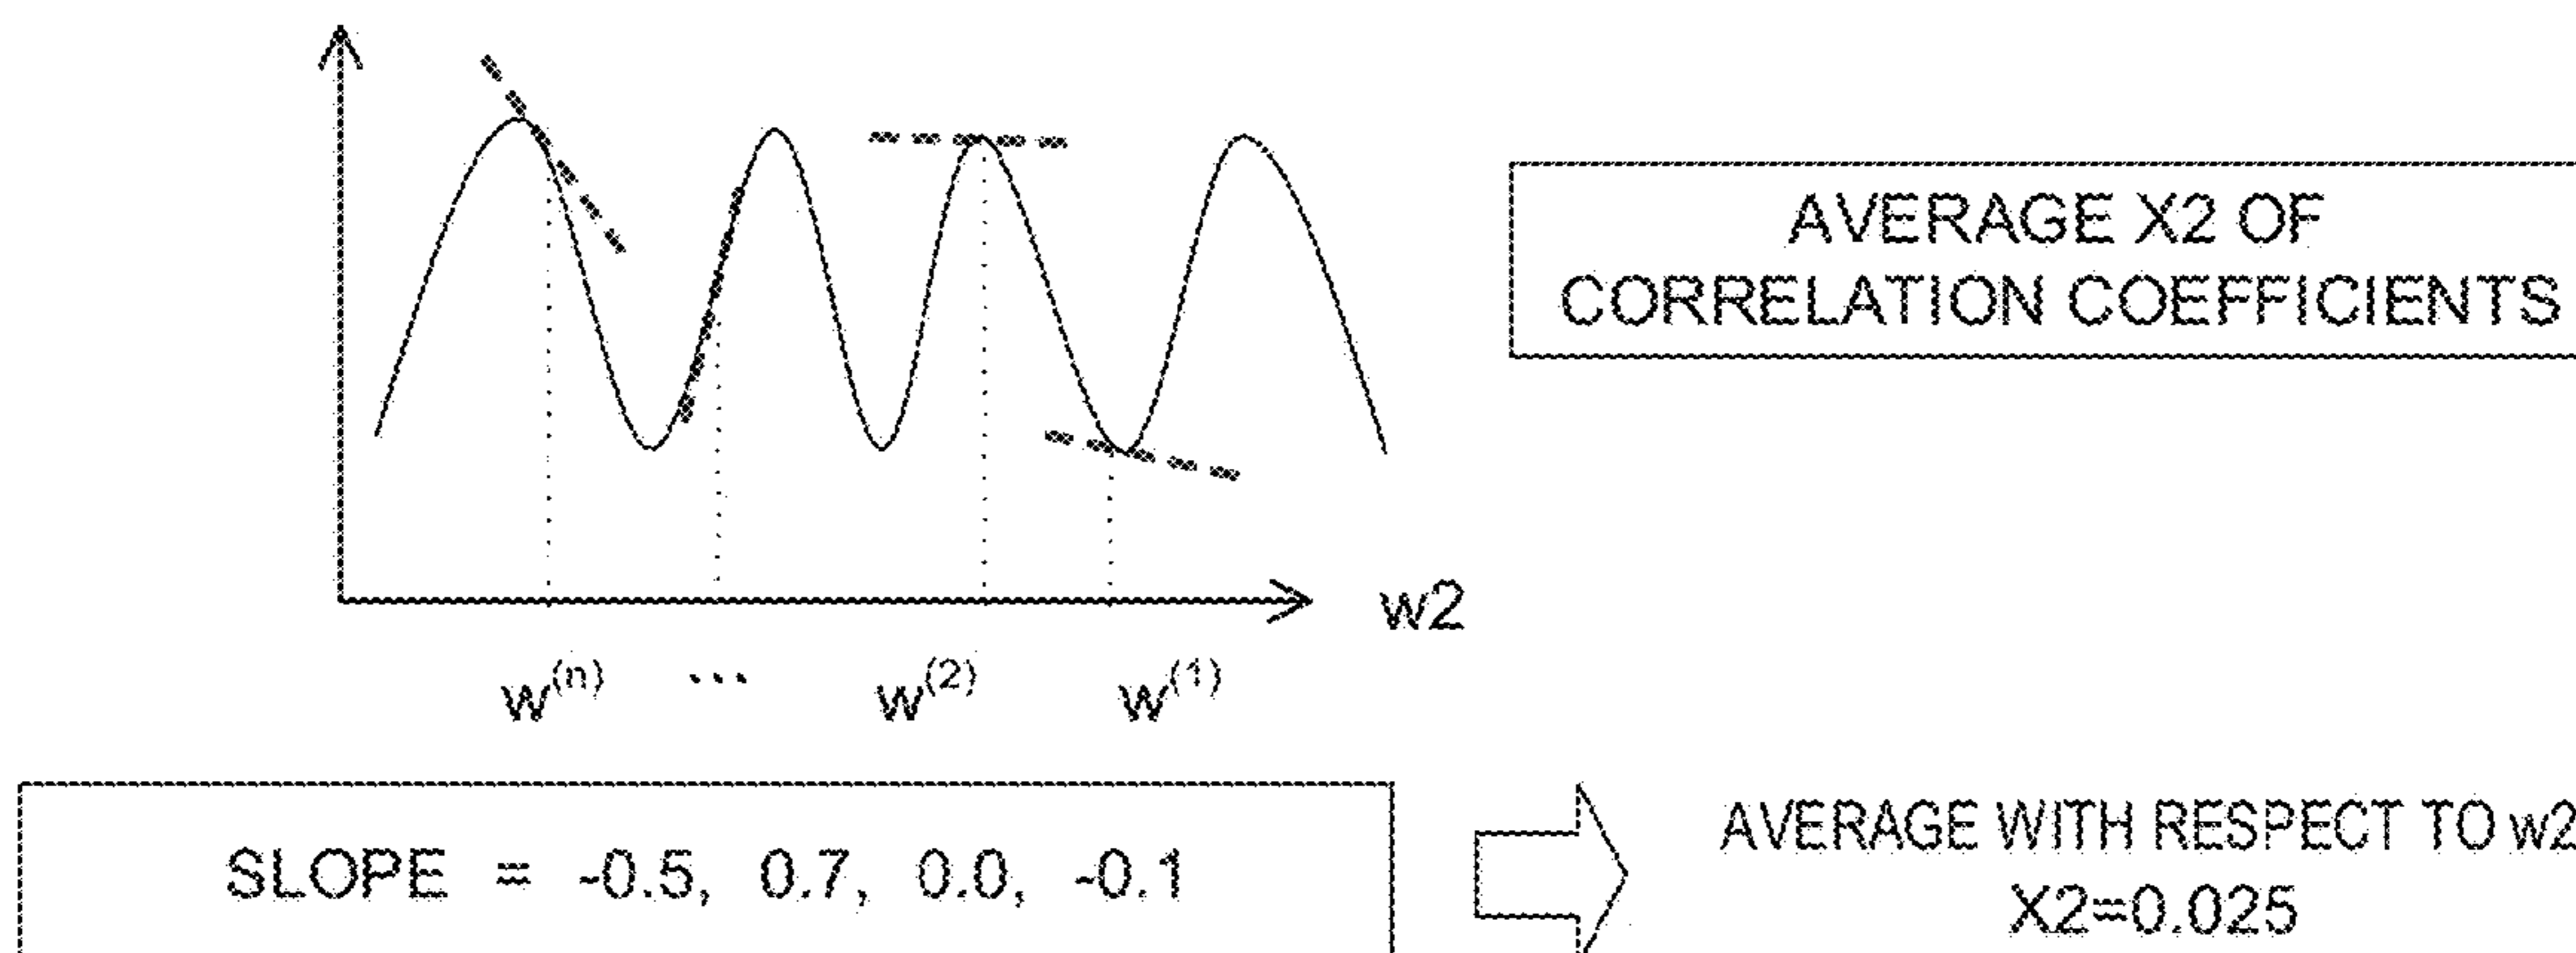 AVERAGE X2 OF
CORRELATION COEFFICIENTS
w2
w⁽ⁿ⁾ ... w⁽²⁾ w⁽¹⁾
SLOPE = -0.5, 0.7, 0.0, -0.1
AVERAGE WITH RESPECT TO w2
X2=0.025